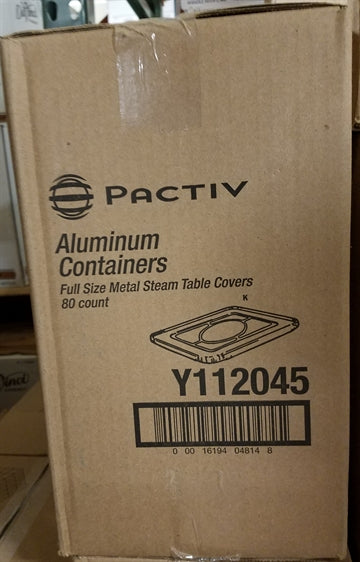 PACTIV
Aluminum
Containers
Full Size Metal Steam Table Covers
80 count
K
Y112045
0 00 16194 04814 8